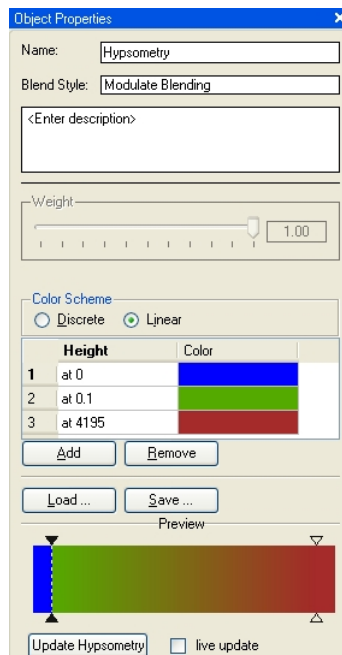 Object Properties
Name: Hypsometry
Blend Style: Modulate Blending
<Enter description>
Weight
1.00
Color Scheme
Discrete Linear
Height Color
1 at 0
2 at 0.1
3 at 4195
Add Remove
Load ... Save ...
Preview
Update Hypsometry live update